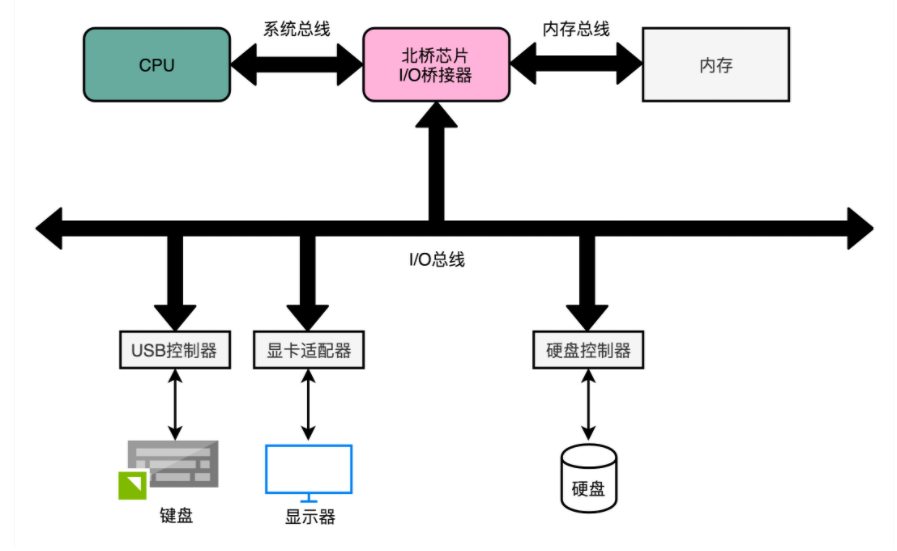 系统总线
内存总线
CPU
北桥芯片
I/O桥接器
内存
I/O总线
USB控制器
显卡适配器
硬盘控制器
硬盘
键盘
显示器